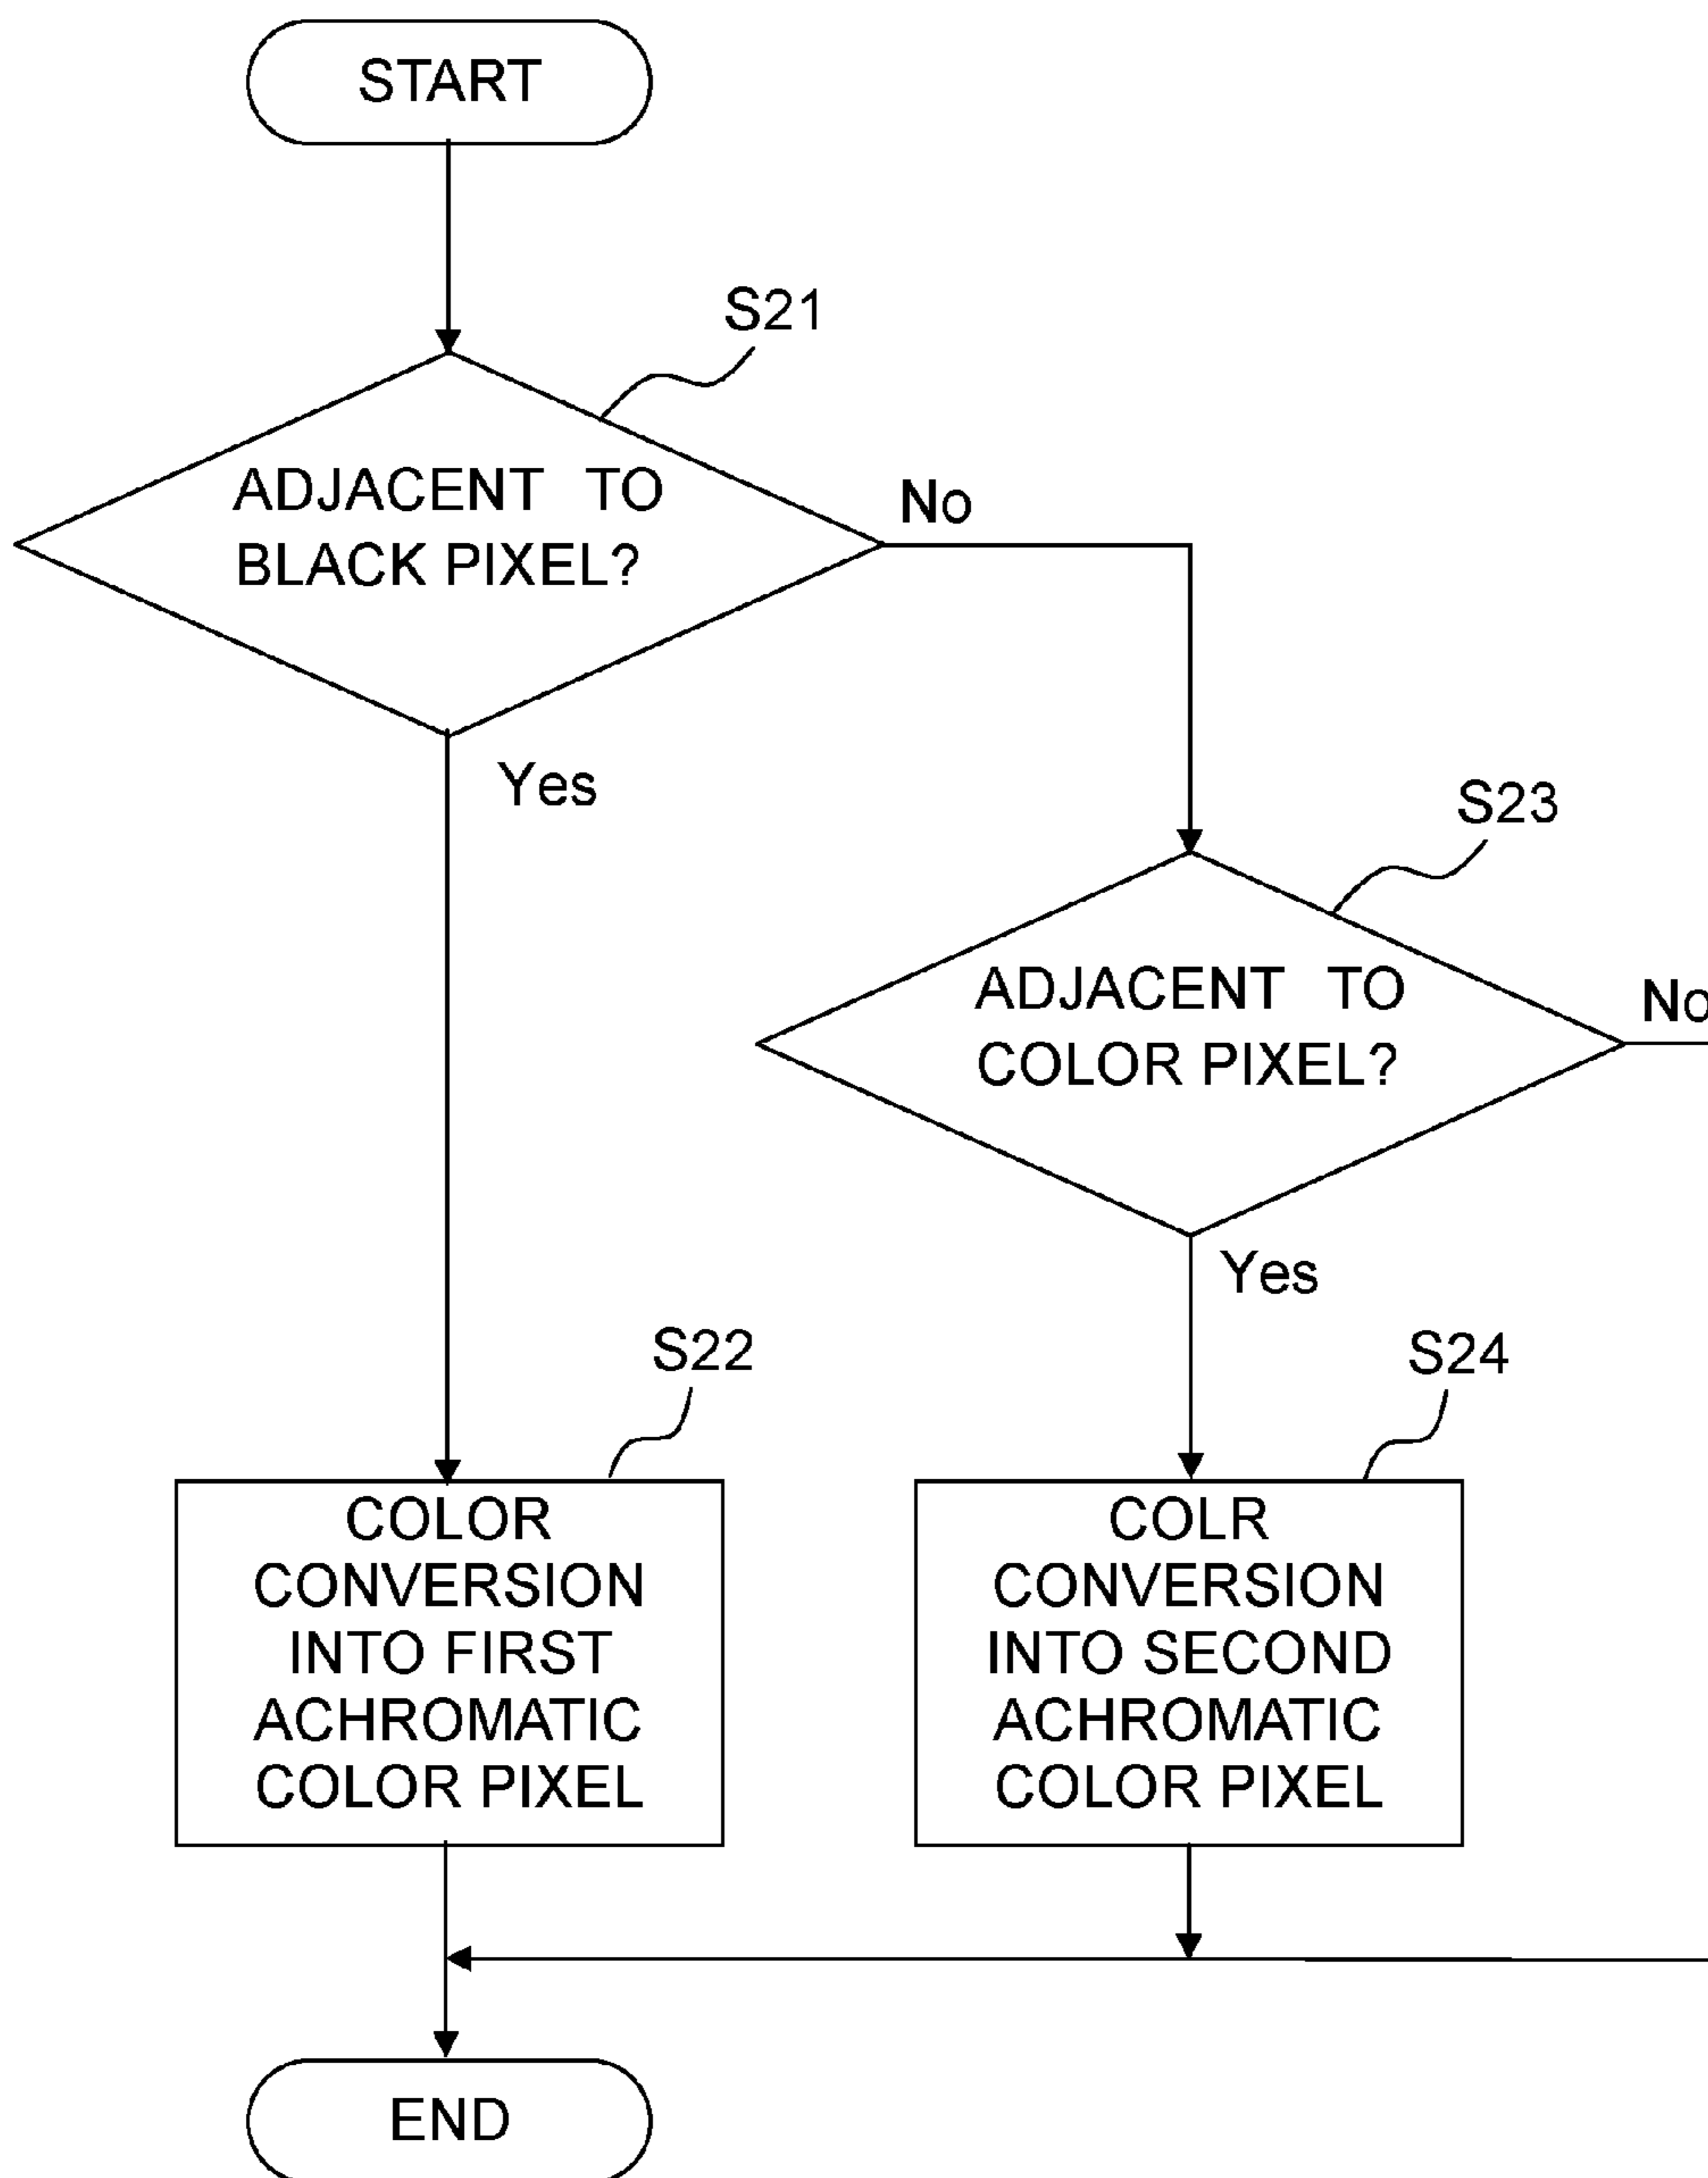 START
S21
ADJACENT TO
BLACK PIXEL?
No
Yes
S23
ADJACENT TO
COLOR PIXEL?
No
Yes
S22
COLOR
CONVERSION
INTO FIRST
ACHROMATIC
COLOR PIXEL
S24
COLR
CONVERSION
INTO SECOND
ACHROMATIC
COLOR PIXEL
END